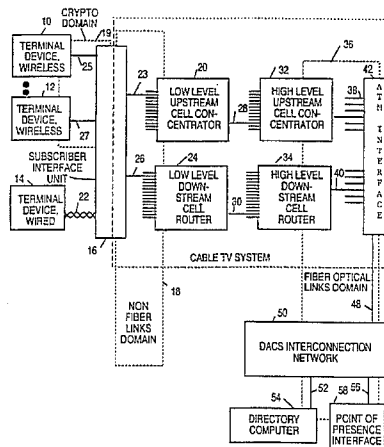 CRYPTO
DOMAIN
10
19
TERMINAL
DEVICE,
WIRELESS
25
12
TERMINAL
DEVICE,
WIRELESS
27
SUBSCRIBER
INTERFACE
UNIT
14
22
TERMINAL
DEVICE,
WIRED
16
23
20
LOW LEVEL
UPSTREAM
CELL CON-
CENTRATOR
28
32
HIGH LEVEL
UPSTREAM
CELL CON-
CENTRATOR
36
38
42
ATM INTERFACE
26
24
LOW LEVEL
DOWN-
STREAM
CELL
ROUTER
30
34
HIGH LEVEL
DOWN-
STREAM
CELL
ROUTER
40
CABLE TV SYSTEM
NON
FIBER
LINKS
DOMAIN
18
FIBER OPTICAL
LINKS DOMAIN
48
50
DACS INTERCONNECTION
NETWORK
52
54
56
58
DIRECTORY
COMPUTER
POINT OF
PRESENCE
INTERFACE